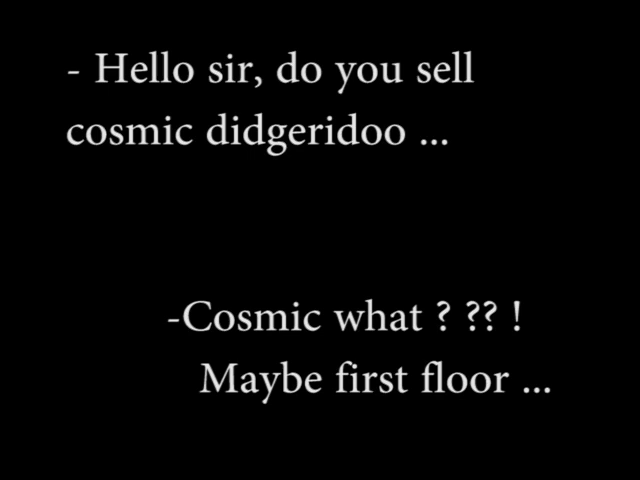 - Hello sir, do you sell
cosmic didgeridoo ...
-Cosmic what ? ?? !
Maybe first floor ...